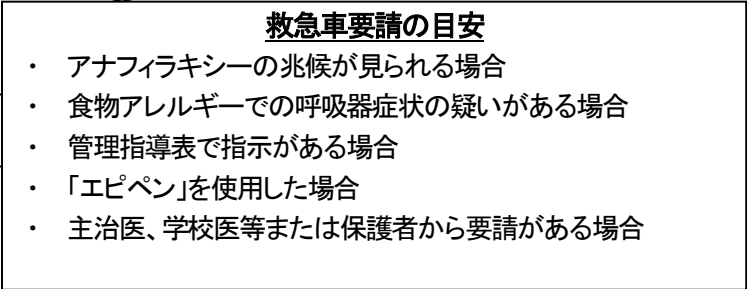 救急車要請の目安
・ アナフィラキシーの兆候が見られる場合
・ 食物アレルギーでの呼吸器症状の疑いがある場合
・ 管理指導表で指示がある場合
・ 「エピペン」を使用した場合
・ 主治医、学校医等または保護者から要請がある場合